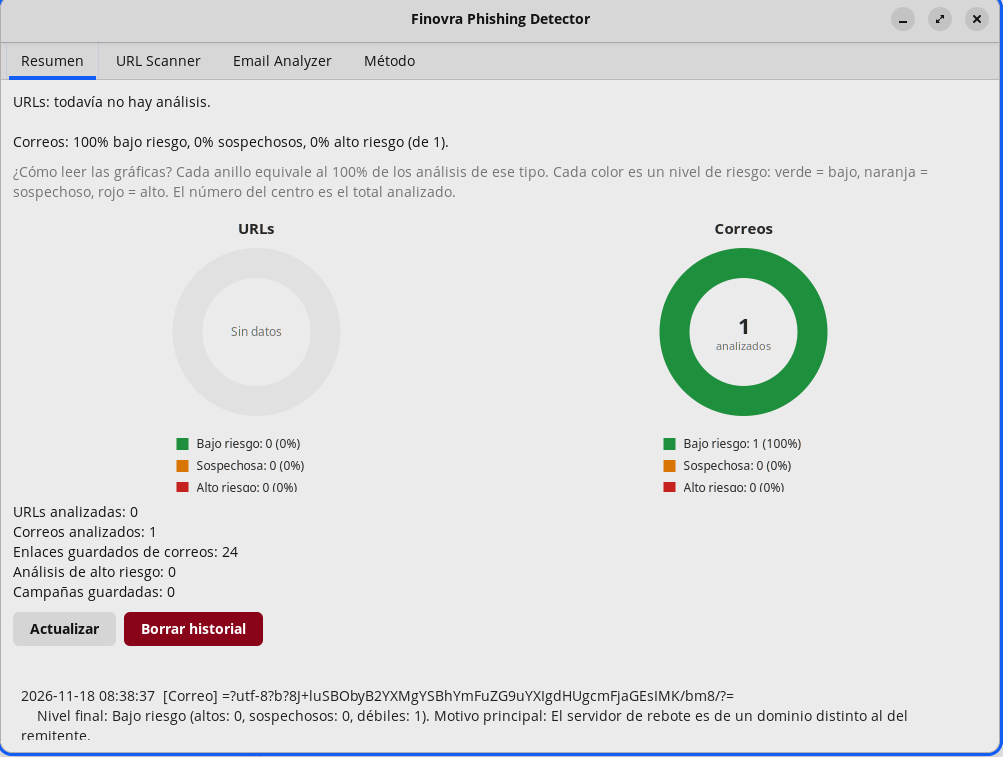 Finovra Phishing Detector
Resumen URL Scanner Email Analyzer Método
URLs: todavía no hay análisis.
Correos: 100% bajo riesgo, 0% sospechosos, 0% alto riesgo (de 1).
¿Cómo leer las gráficas? Cada anillo equivale al 100% de los análisis de ese tipo. Cada color es un nivel de riesgo: verde = bajo, naranja =
sospechoso, rojo = alto. El número del centro es el total analizado.
URLs
Sin datos
Bajo riesgo: 0 (0%)
Sospechosa: 0 (0%)
Alto riesgo: 0 (0%)
Correos
1
analizados
Bajo riesgo: 1 (100%)
Sospechosa: 0 (0%)
Alto riesgo: 0 (0%)
URLs analizadas: 0
Correos analizados: 1
Enlaces guardados de correos: 24
Análisis de alto riesgo: 0
Campañas guardadas: 0
Actualizar Borrar historial
2026-11-18 08:38:37 [Correo] =?utf-8?b?8J+luSBObyB2YXMgYSBhYmFuZG9uYXIgdHUgcmFjaGEsIMK/bm8/?=
Nivel final: Bajo riesgo (altos: 0, sospechosos: 0, débiles: 1). Motivo principal: El servidor de rebote es de un dominio distinto al del
remitente.